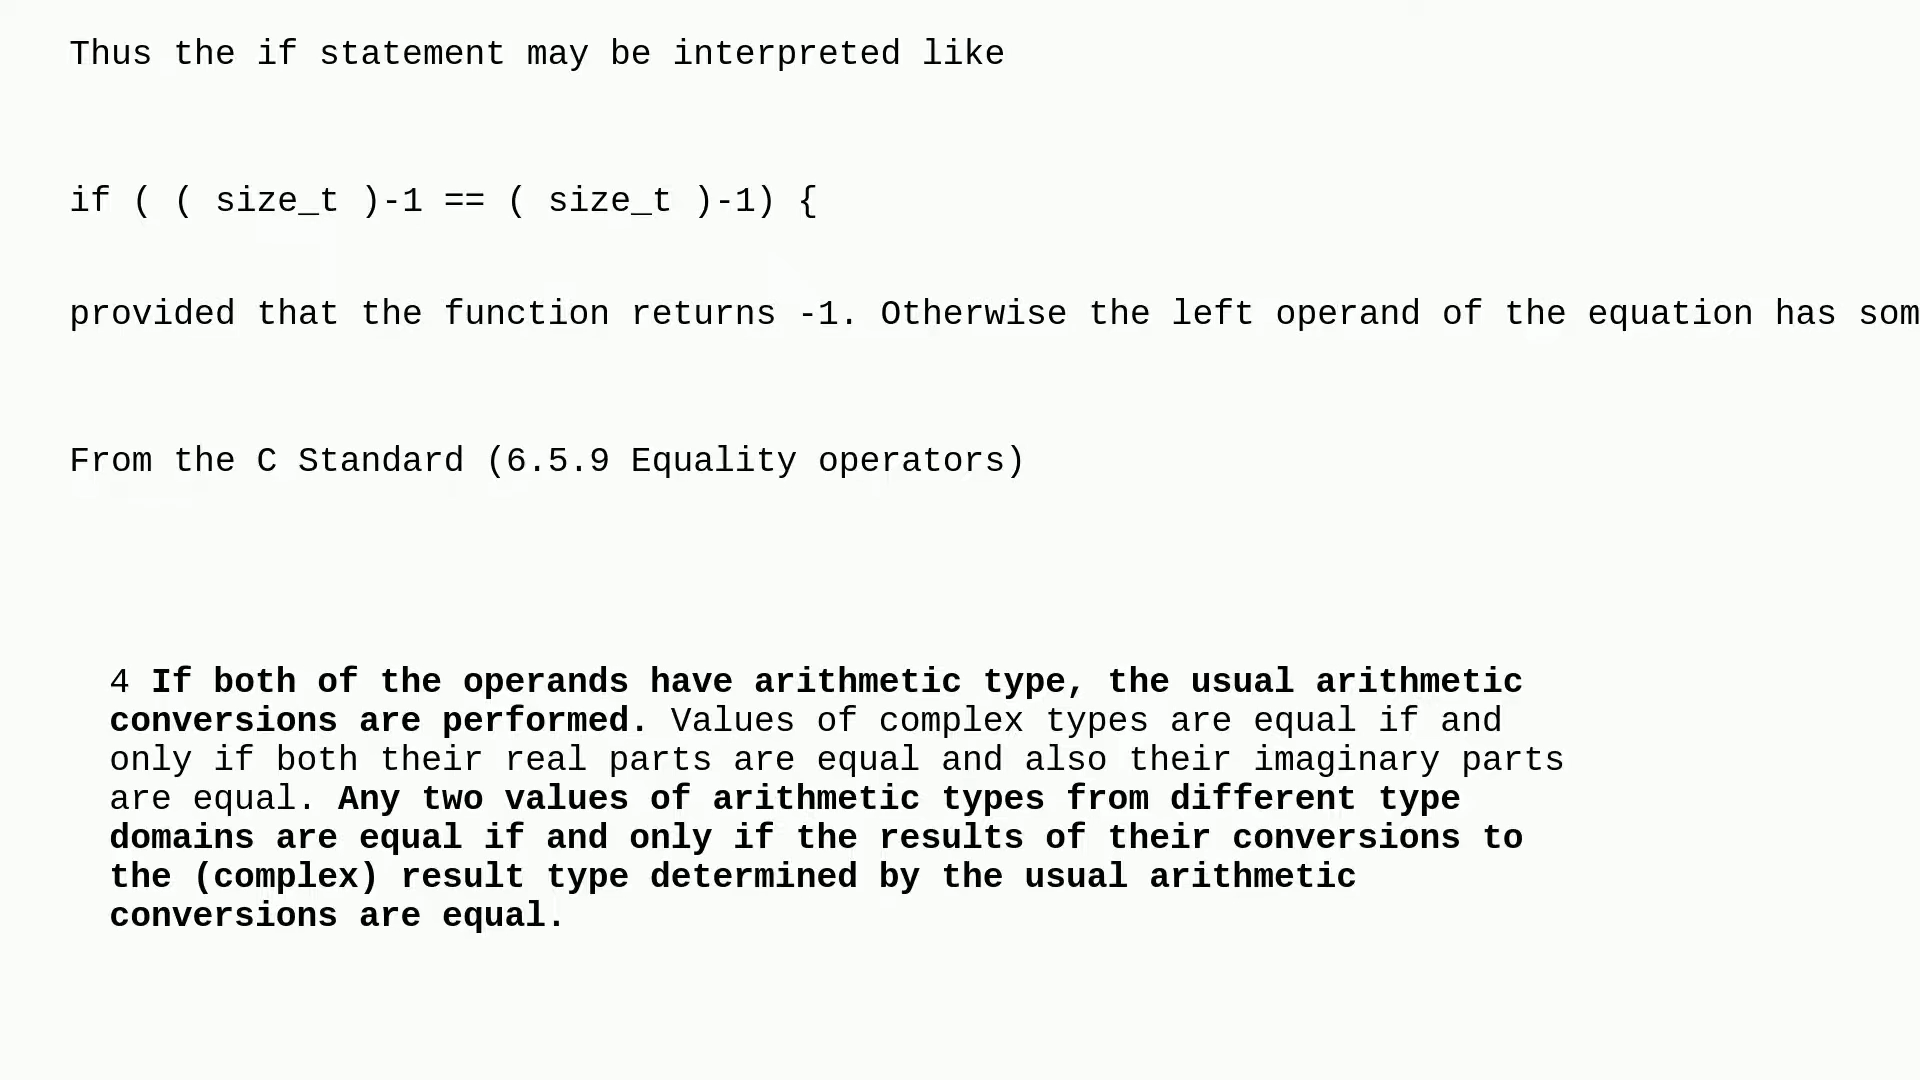 Thus the if statement may be interpreted like
if ( ( size_t )-1 == ( size_t )-1) {
provided that the function returns -1. Otherwise the left operand of the equation has
From the C Standard (6.5.9 Equality operators)
4 If both of the operands have arithmetic type, the usual arithmetic
conversions are performed. Values of complex types are equal if and
only if both their real parts are equal and also their imaginary parts
are equal. Any two values of arithmetic types from different type
domains are equal if and only if the results of their conversions to
the (complex) result type determined by the usual arithmetic
conversions are equal.